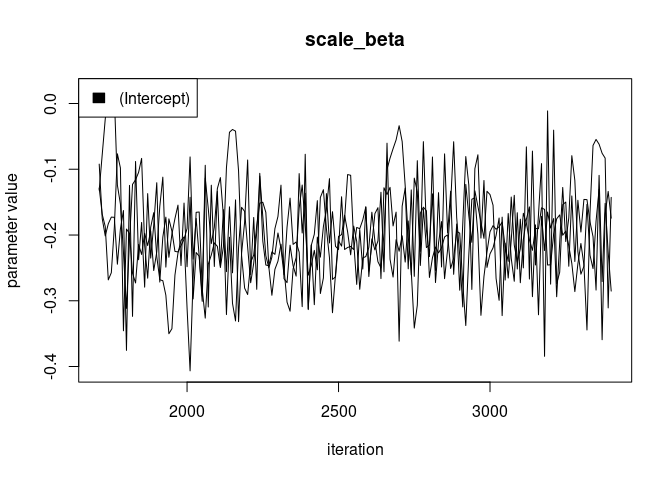 scale_beta
(Intercept)
parameter value
0.0
-0.1
-0.2
-0.3
-0.4
2000 2500 3000
iteration